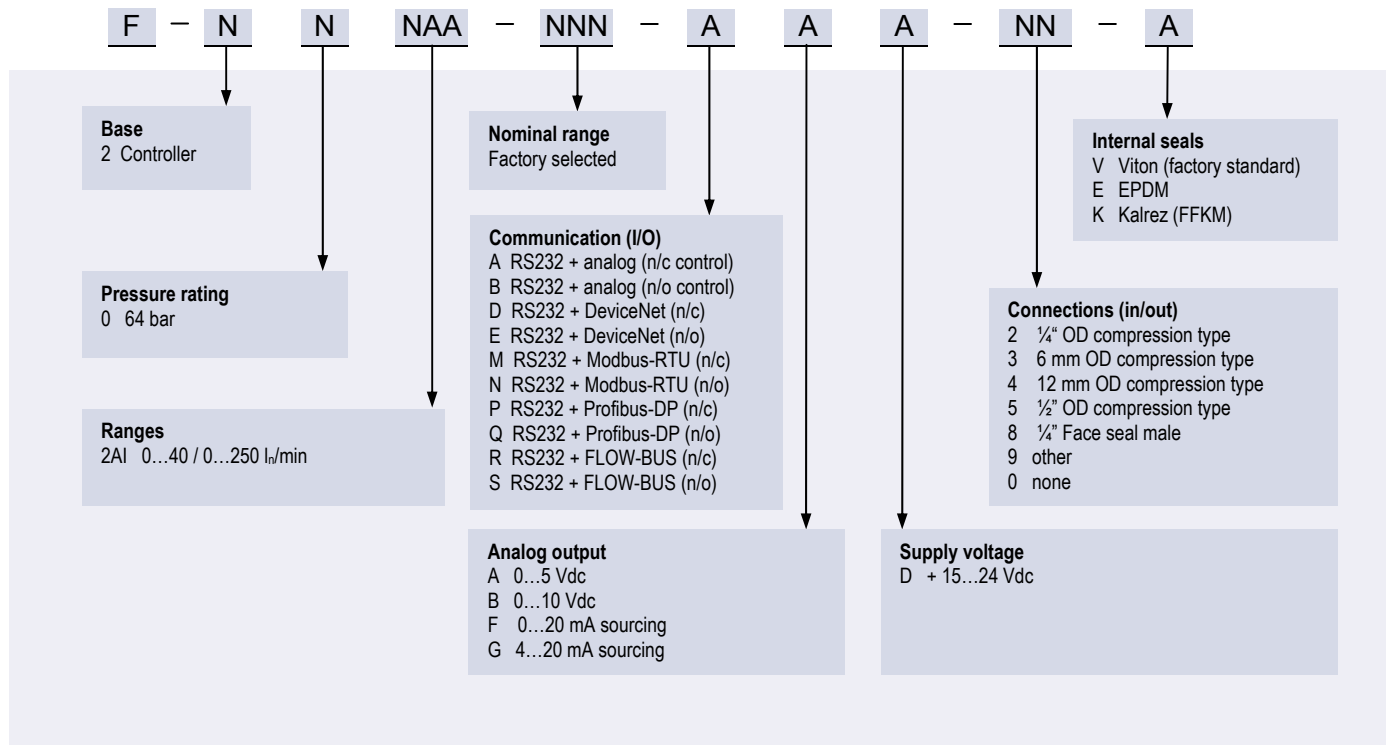 F – N N NAA – NNN – A A A – NN – A
Base
2 Controller
Pressure rating
0 64 bar
Ranges
2AI 0…40 / 0…250 lₙ/min
Nominal range
Factory selected
Communication (I/O)
A RS232 + analog (n/c control)
B RS232 + analog (n/o control)
D RS232 + DeviceNet (n/c)
E RS232 + DeviceNet (n/o)
M RS232 + Modbus-RTU (n/c)
N RS232 + Modbus-RTU (n/o)
P RS232 + Profibus-DP (n/c)
Q RS232 + Profibus-DP (n/o)
R RS232 + FLOW-BUS (n/c)
S RS232 + FLOW-BUS (n/o)
Analog output
A 0…5 Vdc
B 0…10 Vdc
F 0…20 mA sourcing
G 4…20 mA sourcing
Supply voltage
D + 15…24 Vdc
Connections (in/out)
2 ¼“ OD compression type
3 6 mm OD compression type
4 12 mm OD compression type
5 ½” OD compression type
8 ¼” Face seal male
9 other
0 none
Internal seals
V Viton (factory standard)
E EPDM
K Kalrez (FFKM)